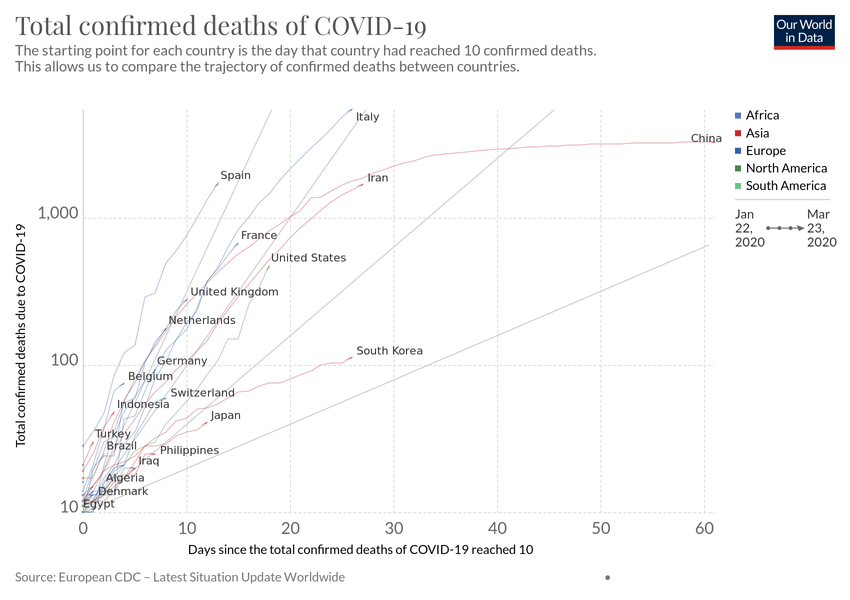 Total confirmed deaths of COVID-19
Our World
in Data
The starting point for each country is the day that country had reached 10 confirmed deaths.
This allows us to compare the trajectory of confirmed deaths between countries.
Italy
China
Spain
Iran
France
United States
United Kingdom
Netherlands
South Korea
Germany
Belgium
Switzerland
Indonesia
Japan
Turkey
Brazil
Philippines
Iraq
Algeria
Denmark
Egypt
1,000
100
10
Total confirmed deaths due to COVID-19
0
10
20
30
40
50
60
Days since the total confirmed deaths of COVID-19 reached 10
Africa
Asia
Europe
North America
South America
Jan
22,
2020
Mar
23,
2020
Source: European CDC – Latest Situation Update Worldwide